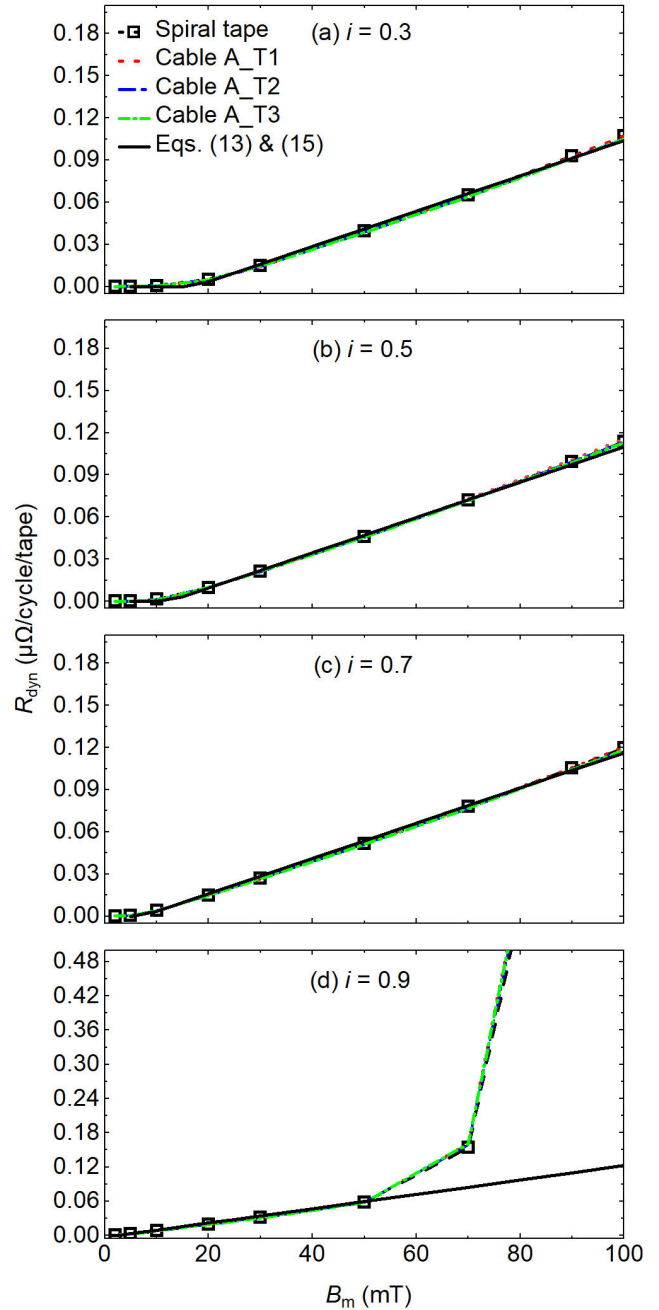 0.18
0.15
0.12
0.09
0.06
0.03
0.00
Spiral tape
Cable A_T1
Cable A_T2
Cable A_T3
Eqs. (13) & (15)
(a) i = 0.3
0.18
0.15
0.12
0.09
0.06
0.03
0.00
(b) i = 0.5
0.18
0.15
0.12
0.09
0.06
0.03
0.00
(c) i = 0.7
0.48
0.42
0.36
0.30
0.24
0.18
0.12
0.06
0.00
(d) i = 0.9
0 20 40 60 80 100
Rdyn (μΩ/cycle/tape)
Bm (mT)